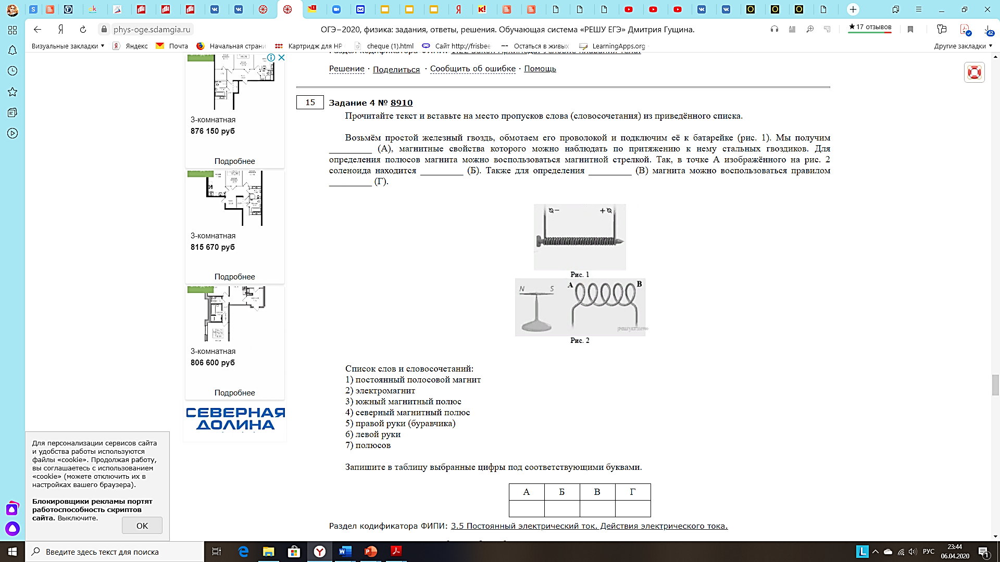 1
42
phys-oge.sdamgia.ru
ОГЭ–2020, физика: задания, ответы, решения. Обучающая система «РЕШУ ЕГЭ» Дмитрия Гущина.
★17 отзывов
Визуальные закладки
Яндекс
Почта
Начальная страни
Картридж для HP
cheque (1).html
Сайт http://frisbee
Остаться в живых
LearningApps.org
Другие закладки
Решение · Поделиться · Сообщить об ошибке · Помощь
15
Задание 4 № 8910
Прочитайте текст и вставьте на место пропусков слова (словосочетания) из приведённого списка.
Возьмём простой железный гвоздь, обмотаем его проволокой и подключим её к батарейке (рис. 1). Мы получим
_________ (А), магнитные свойства которого можно наблюдать по притяжению к нему стальных гвоздиков. Для
определения полюсов магнита можно воспользоваться магнитной стрелкой. Так, в точке А изображённого на рис. 2
соленоида находится _________ (Б). Также для определения _________ (В) магнита можно воспользоваться правилом
_________ (Г).
− +
Рис. 1
N S A B
Рис. 2
Список слов и словосочетаний:
1) постоянный полосовой магнит
2) электромагнит
3) южный магнитный полюс
4) северный магнитный полюс
5) правой руки (буравчика)
6) левой руки
7) полюсов
Запишите в таблицу выбранные цифры под соответствующими буквами.
А Б В Г
Раздел кодификатора ФИПИ: 3.5 Постоянный электрический ток. Действия электрического тока.
3-комнатная
876 150 руб
Подробнее
3-комнатная
815 670 руб
Подробнее
3-комнатная
806 600 руб
Подробнее
СЕВЕРНАЯ
ДОЛИНА
Для персонализации сервисов сайта
и удобства работы используются
файлы «cookie». Продолжая работу,
вы соглашаетесь с использованием
«cookie» (можете отключить их в
настройках вашего браузера).
Блокировщики рекламы портят
работоспособность скриптов
сайта. Выключите.
OK
Введите здесь текст для поиска
РУС
23:44
06.04.2020
1